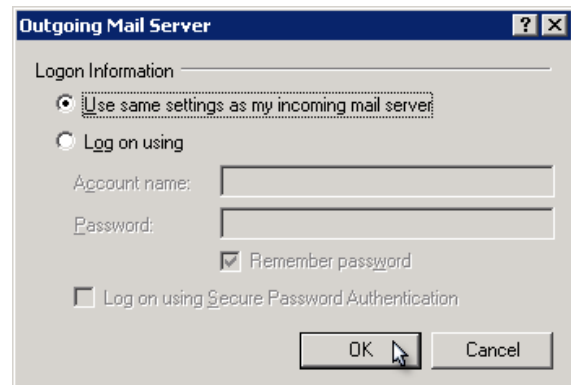 Outgoing Mail Server
Logon Information
Use same settings as my incoming mail server
Log on using
Account name:
Password:
Remember password
Log on using Secure Password Authentication
OK Cancel